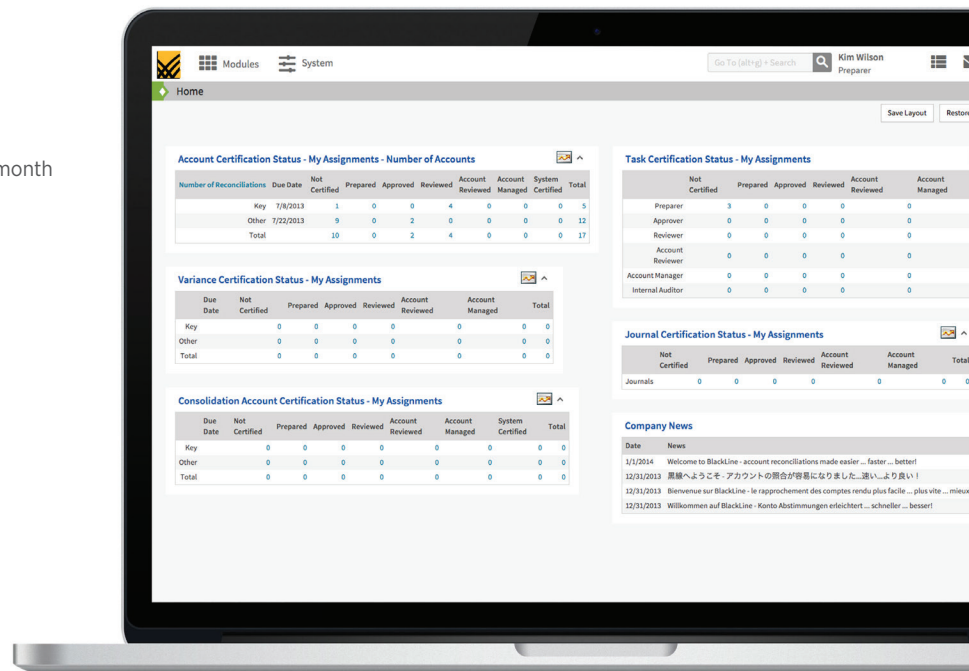 month
Modules
System
Go To (alt+g) + Search
Kim Wilson
Preparer
Home
Save Layout
Restore
Account Certification Status - My Assignments - Number of Accounts
Number of Reconciliations Due Date Not Certified Prepared Approved Reviewed Account Reviewed Account Managed System Certified Total
Key 7/8/2013 1 0 0 4 0 0 0 5
Other 7/22/2013 9 0 2 0 0 0 0 12
Total 10 0 2 4 0 0 0 17
Variance Certification Status - My Assignments
Due Date Not Certified Prepared Approved Reviewed Account Reviewed Account Managed Total
Key 0 0 0 0 0 0 0
Other 0 0 0 0 0 0 0
Total 0 0 0 0 0 0 0
Consolidation Account Certification Status - My Assignments
Due Date Not Certified Prepared Approved Reviewed Account Reviewed Account Managed System Certified Total
Key 0 0 0 0 0 0 0 0
Other 0 0 0 0 0 0 0 0
Total 0 0 0 0 0 0 0 0
Task Certification Status - My Assignments
Not Certified Prepared Approved Reviewed Account Reviewed Account Managed
Preparer 3 0 0 0 0 0
Approver 0 0 0 0 0 0
Reviewer 0 0 0 0 0 0
Account Reviewer 0 0 0 0 0 0
Account Manager 0 0 0 0 0 0
Internal Auditor 0 0 0 0 0 0
Journal Certification Status - My Assignments
Not Certified Prepared Approved Reviewed Account Reviewed Account Managed Total
Journals 0 0 0 0 0 0 0
Company News
Date News
1/1/2014 Welcome to BlackLine - account reconciliations made easier ... faster ... better!
12/31/2013 黒線へようこそ - アカウントの照合が容易になりました...速い...より良い！
12/31/2013 Bienvenue sur BlackLine - le rapprochement des comptes rendu plus facile ... plus vite ... mieux
12/31/2013 Willkommen auf BlackLine - Konto Abstimmungen erleichtert ... schneller ... besser!